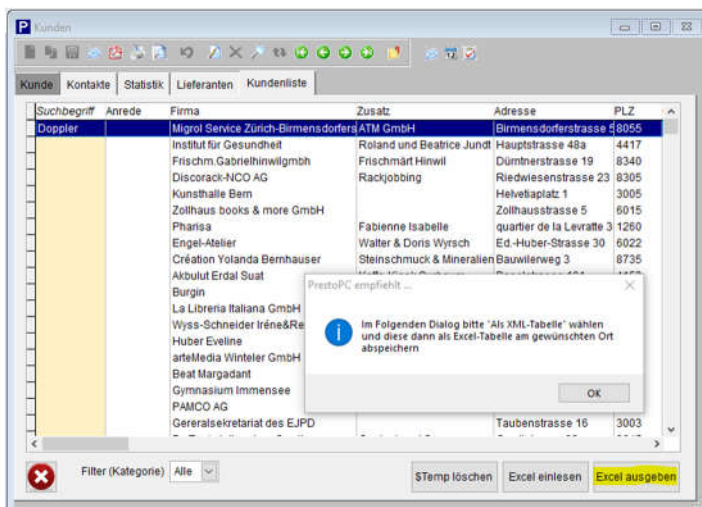 Kunden
Kunde Kontakte Statistik Lieferanten Kundenliste
Suchbegriff Anrede Firma Zusatz Adresse PLZ
Doppler Migrol Service Zürich-Birmensdorfers ATM GmbH Birmensdorferstrasse 5 8055
Institut für Gesundheit Roland und Beatrice Jundt Hauptstrasse 48a 4417
Frischm.Gabrielhinwilgmbh Frischmärt Hinwil Dürntnerstrasse 19 8340
Discorack-NCO AG Rackjobbing Riedwiesenstrasse 23 8305
Kunsthalle Bern Helvetiaplatz 1 3005
Zollhaus books & more GmbH Zollhausstrasse 5 6015
Pharisa Fabienne Isabelle quartier de la Levratte 3 1260
Engel-Atelier Walter & Doris Wyrsch Ed.-Huber-Strasse 30 6022
Création Yolanda Bernhauser Steinschmuck & Mineralien Bauwilerweg 3 8735
Akbulut Erdal Suat
Burgin
La Libreria Italiana GmbH
Wyss-Schneider Iréne&Re
Huber Eveline
arteMedia Winteler GmbH
Beat Margadant
Gymnasium Immensee
PAMCO AG
Gereralsekretariat des EJPD Taubenstrasse 16 3003
PrestoPC empfiehlt ...
Im Folgenden Dialog bitte "Als XML-Tabelle" wählen
und diese dann als Excel-Tabelle am gewünschten Ort
abspeichern
OK
Filter (Kategorie) Alle
$Temp löschen Excel einlesen Excel ausgeben